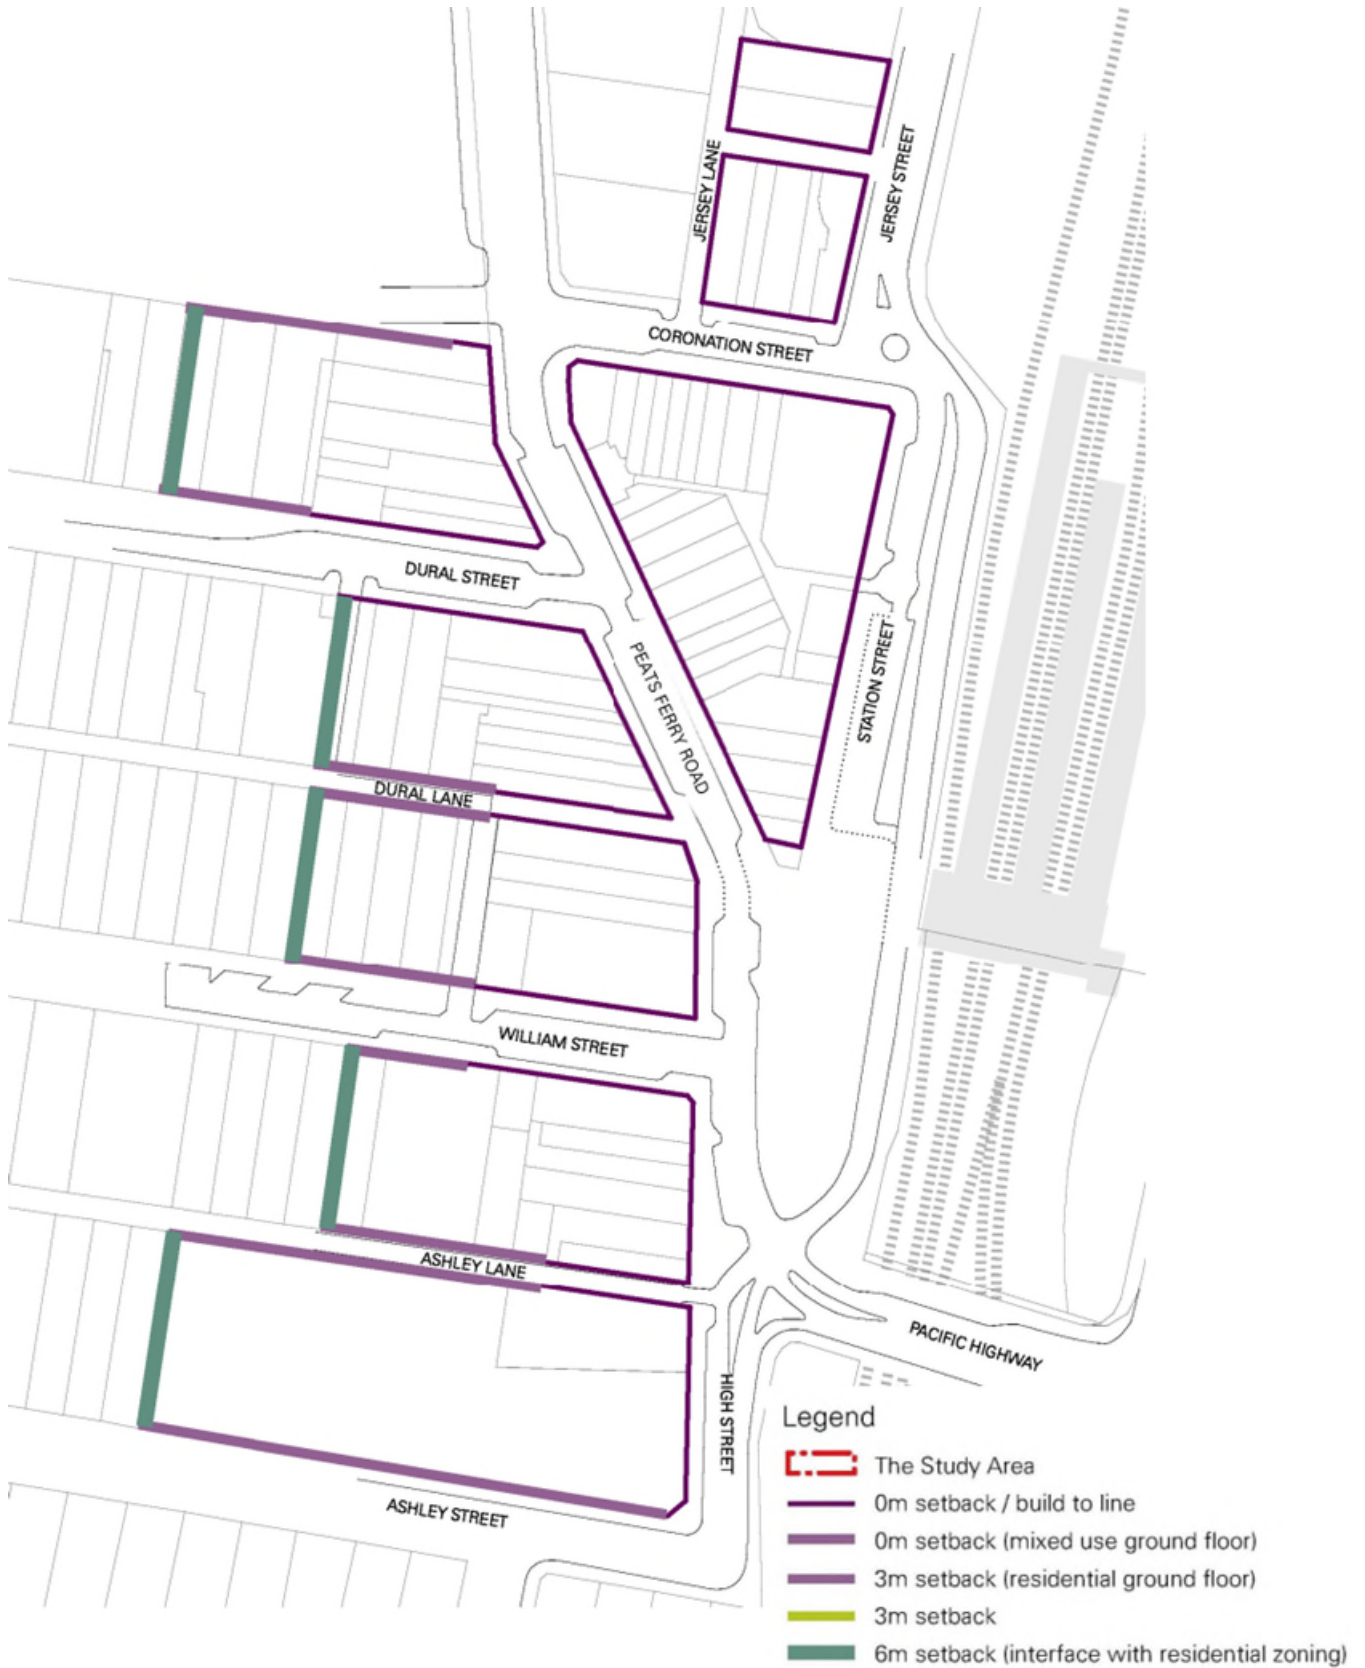 JERSEY LANE
JERSEY STREET
CORONATION STREET
DURAL STREET
PEATS FERRY ROAD
STATION STREET
DURAL LANE
WILLIAM STREET
ASHLEY LANE
PACIFIC HIGHWAY
HIGH STREET
ASHLEY STREET
Legend
The Study Area
0m setback / build to line
0m setback (mixed use ground floor)
3m setback (residential ground floor)
3m setback
6m setback (interface with residential zoning)